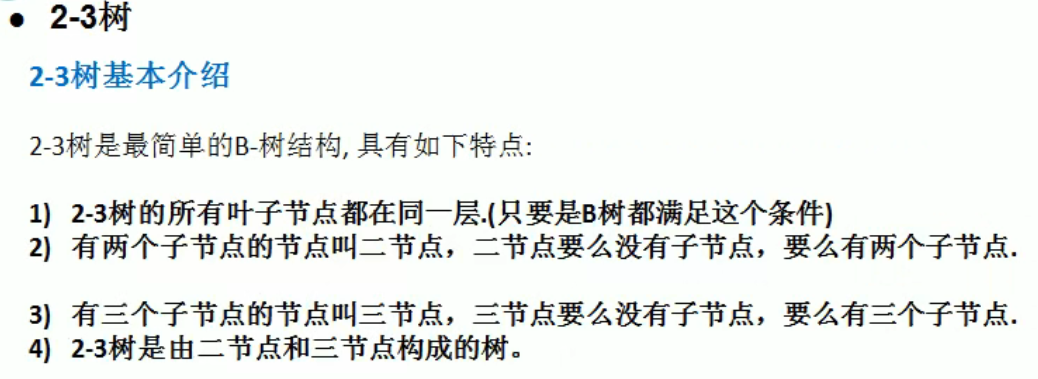 ● 2-3树
2-3树基本介绍
2-3树是最简单的B-树结构, 具有如下特点:
1) 2-3树的所有叶子节点都在同一层.(只要是B树都满足这个条件)
2) 有两个子节点的节点叫二节点，二节点要么没有子节点，要么有两个子节点.
3) 有三个子节点的节点叫三节点，三节点要么没有子节点，要么有三个子节点.
4) 2-3树是由二节点和三节点构成的树。